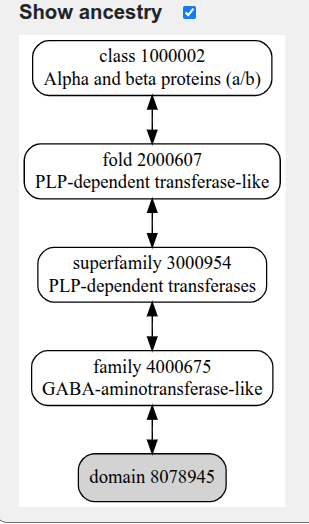 Show ancestry
class 1000002
Alpha and beta proteins (a/b)
fold 2000607
PLP-dependent transferase-like
superfamily 3000954
PLP-dependent transferases
family 4000675
GABA-aminotransferase-like
domain 8078945